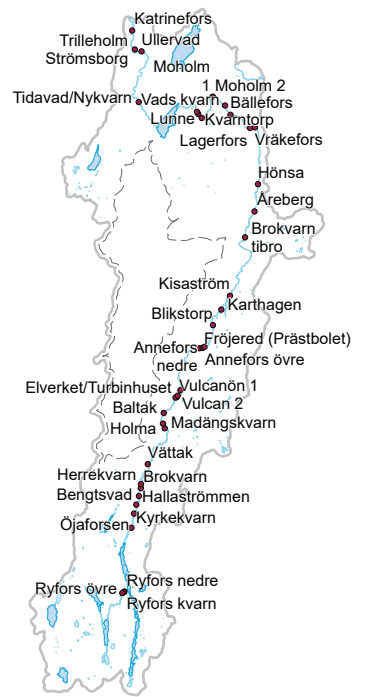 Katrinefors
Trilleholm
Ullervad
Strömsborg
Moholm
1 Moholm 2
Tidavad/Nykvarn
Vads kvarn
Bällefors
Lunne
Kvarntorp
Lagerfors
Vräkefors
Hönsa
Åreberg
Brokvarn
tibro
Kisaström
Karthagen
Blikstorp
Fröjered (Prästbolet)
Annefors
nedre
Annefors övre
Elverket/Turbinhuset
Vulcanön 1
Vulcan 2
Baltak
Madängskvarn
Holma
Vättak
Herrekvarn
Brokvarn
Bengtsvad
Hallaströmmen
Kyrkekvarn
Öjaforsen
Ryfors nedre
Ryfors övre
Ryfors kvarn